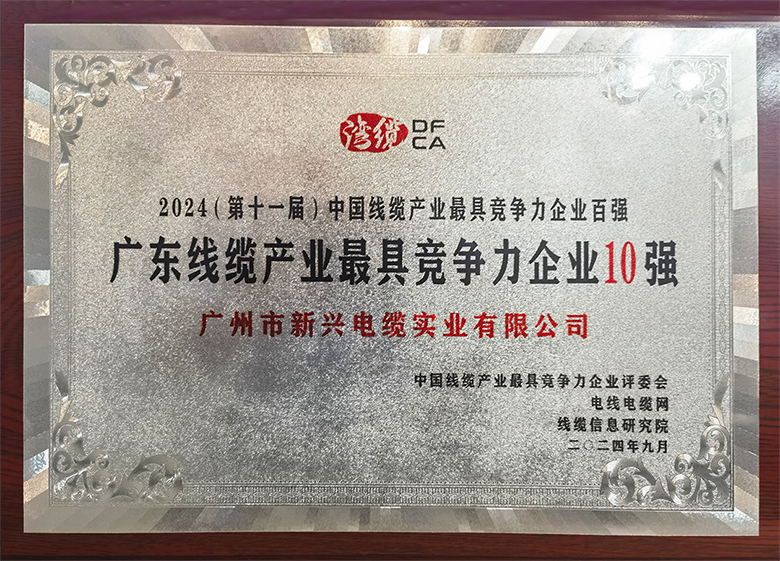 湾缆 DF
CA
2024(第十一届)中国线缆产业最具竞争力企业百强
广东线缆产业最具竞争力企业10强
广州市新兴电缆实业有限公司
中国线缆产业最具竞争力企业评委会
电线电缆网
线缆信息研究院
二〇二四年九月